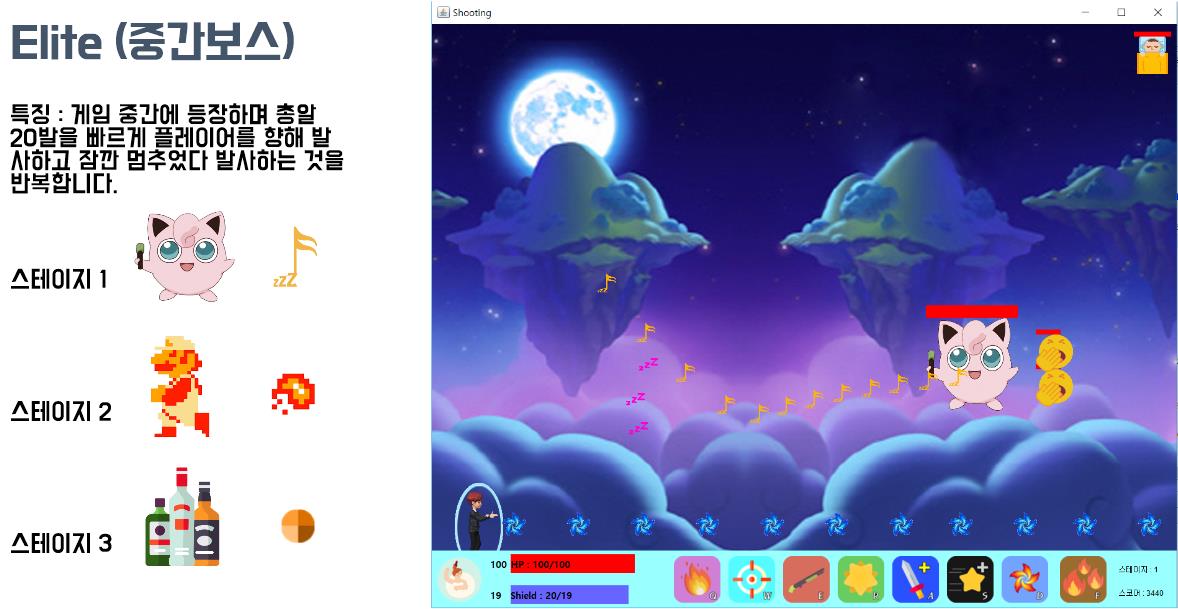 Elite (중간보스)
특징 : 게임 중간에 등장하며 총알
20발을 빠르게 플레이어를 향해 발
사하고 잠깐 멈추었다 발사하는 것을
반복합니다.
스테이지 1
zzZ
스테이지 2
스테이지 3
Shooting
zzZ
zzZ
zzZ
100 HP : 100/100
19 Shield : 20/19
Q
W
E
R
A
S
D
F
스테이지 : 1
스코어 : 3440